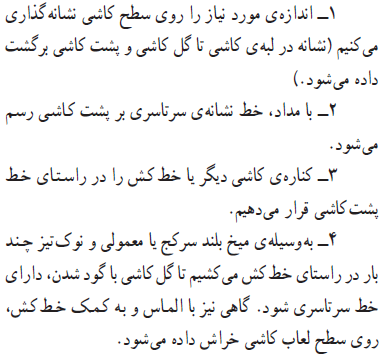 ۱ــ اندازه‌ی مورد نیاز را روی سطح کاشی نشانه‌گذاری
می‌کنیم (نشانه در لبه‌ی کاشی تا گل کاشی و پشت کاشی برگشت
داده می‌شود.)
۲ــ با مداد، خط نشانه‌ی سرتاسری بر پشت کاشی رسم
می‌شود.
۳ــ کناره‌ی کاشی دیگر یا خط کش را در راستای خط
پشت‌کاشی قرار می‌دهیم.
۴ــ به‌وسیله‌ی میخ بلند سرکج یا معمولی و نوک‌تیز چند
بار در راستای خط کش می‌کشیم تا گل‌کاشی با گود شدن، دارای
خط سرتاسری شود. گاهی نیز با الماس و به کمک خط کش،
روی سطح لعاب کاشی خراش داده می‌شود.